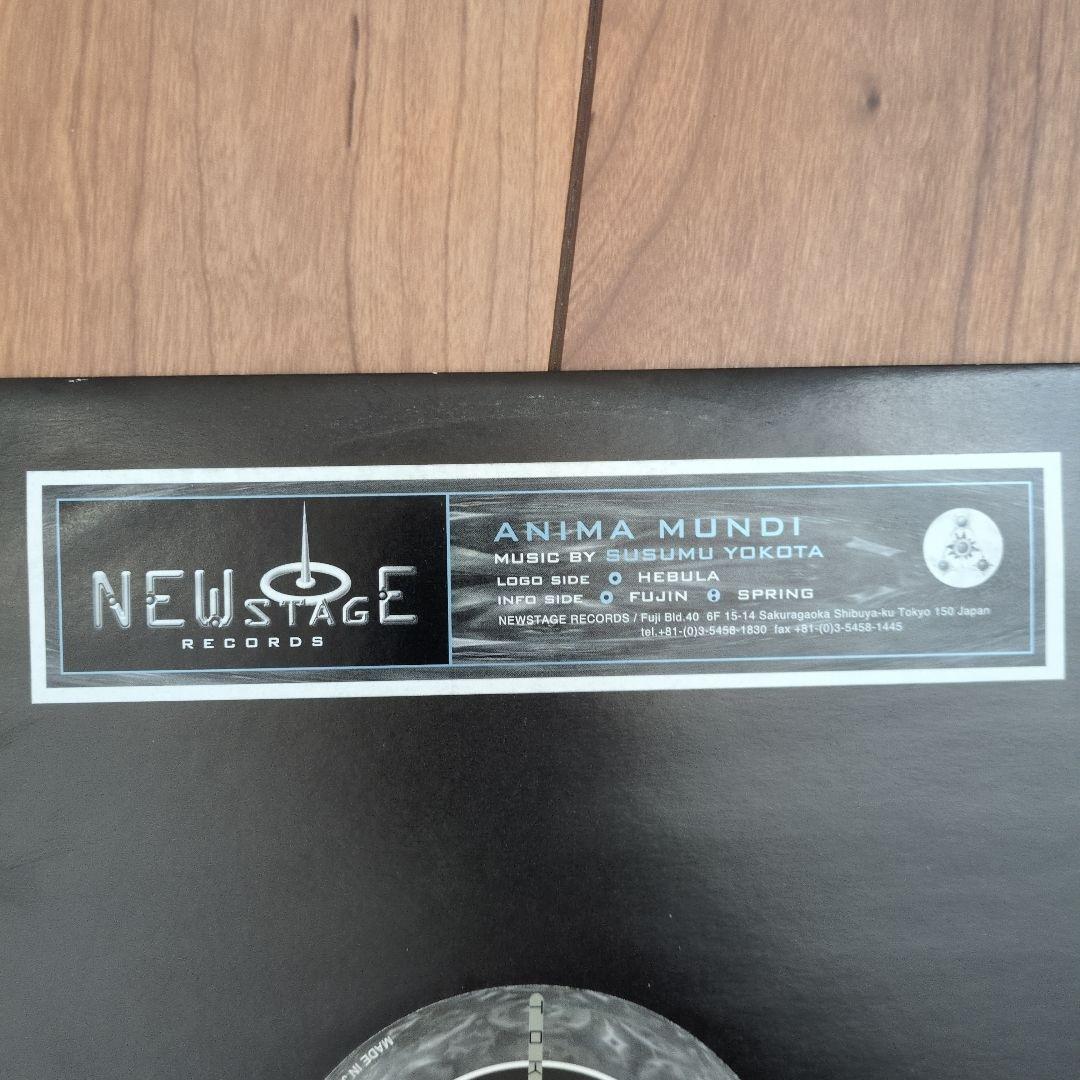 NEWSTAGE
RECORDS
ANIMA MUNDI
MUSIC BY SUSUMU YOKOTA
LOGO SIDE HEBULA
INFO SIDE FUJIN SPRING
NEWSTAGE RECORDS / Fuji Bld.40 6F 15-14 Sakuragaoka Shibuya-ku Tokyo 150 Japan
tel.+81-(0)3-5458-1830 fax +81-(0)3-5458-1445
MADE IN